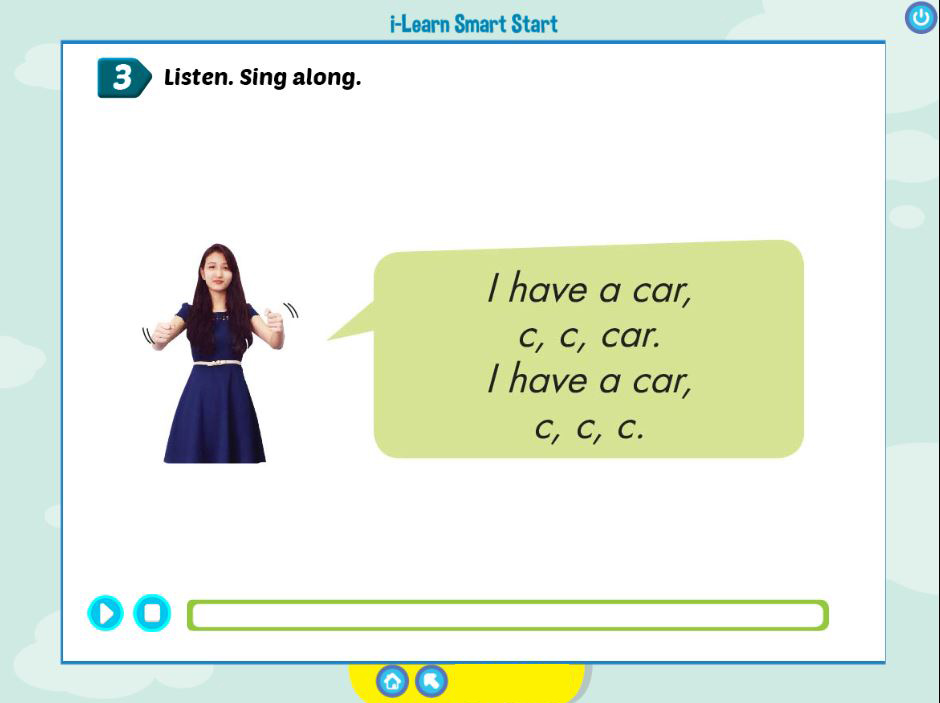 i-Learn Smart Start
3 Listen. Sing along.
I have a car,
c, c, car.
I have a car,
c, c, c.